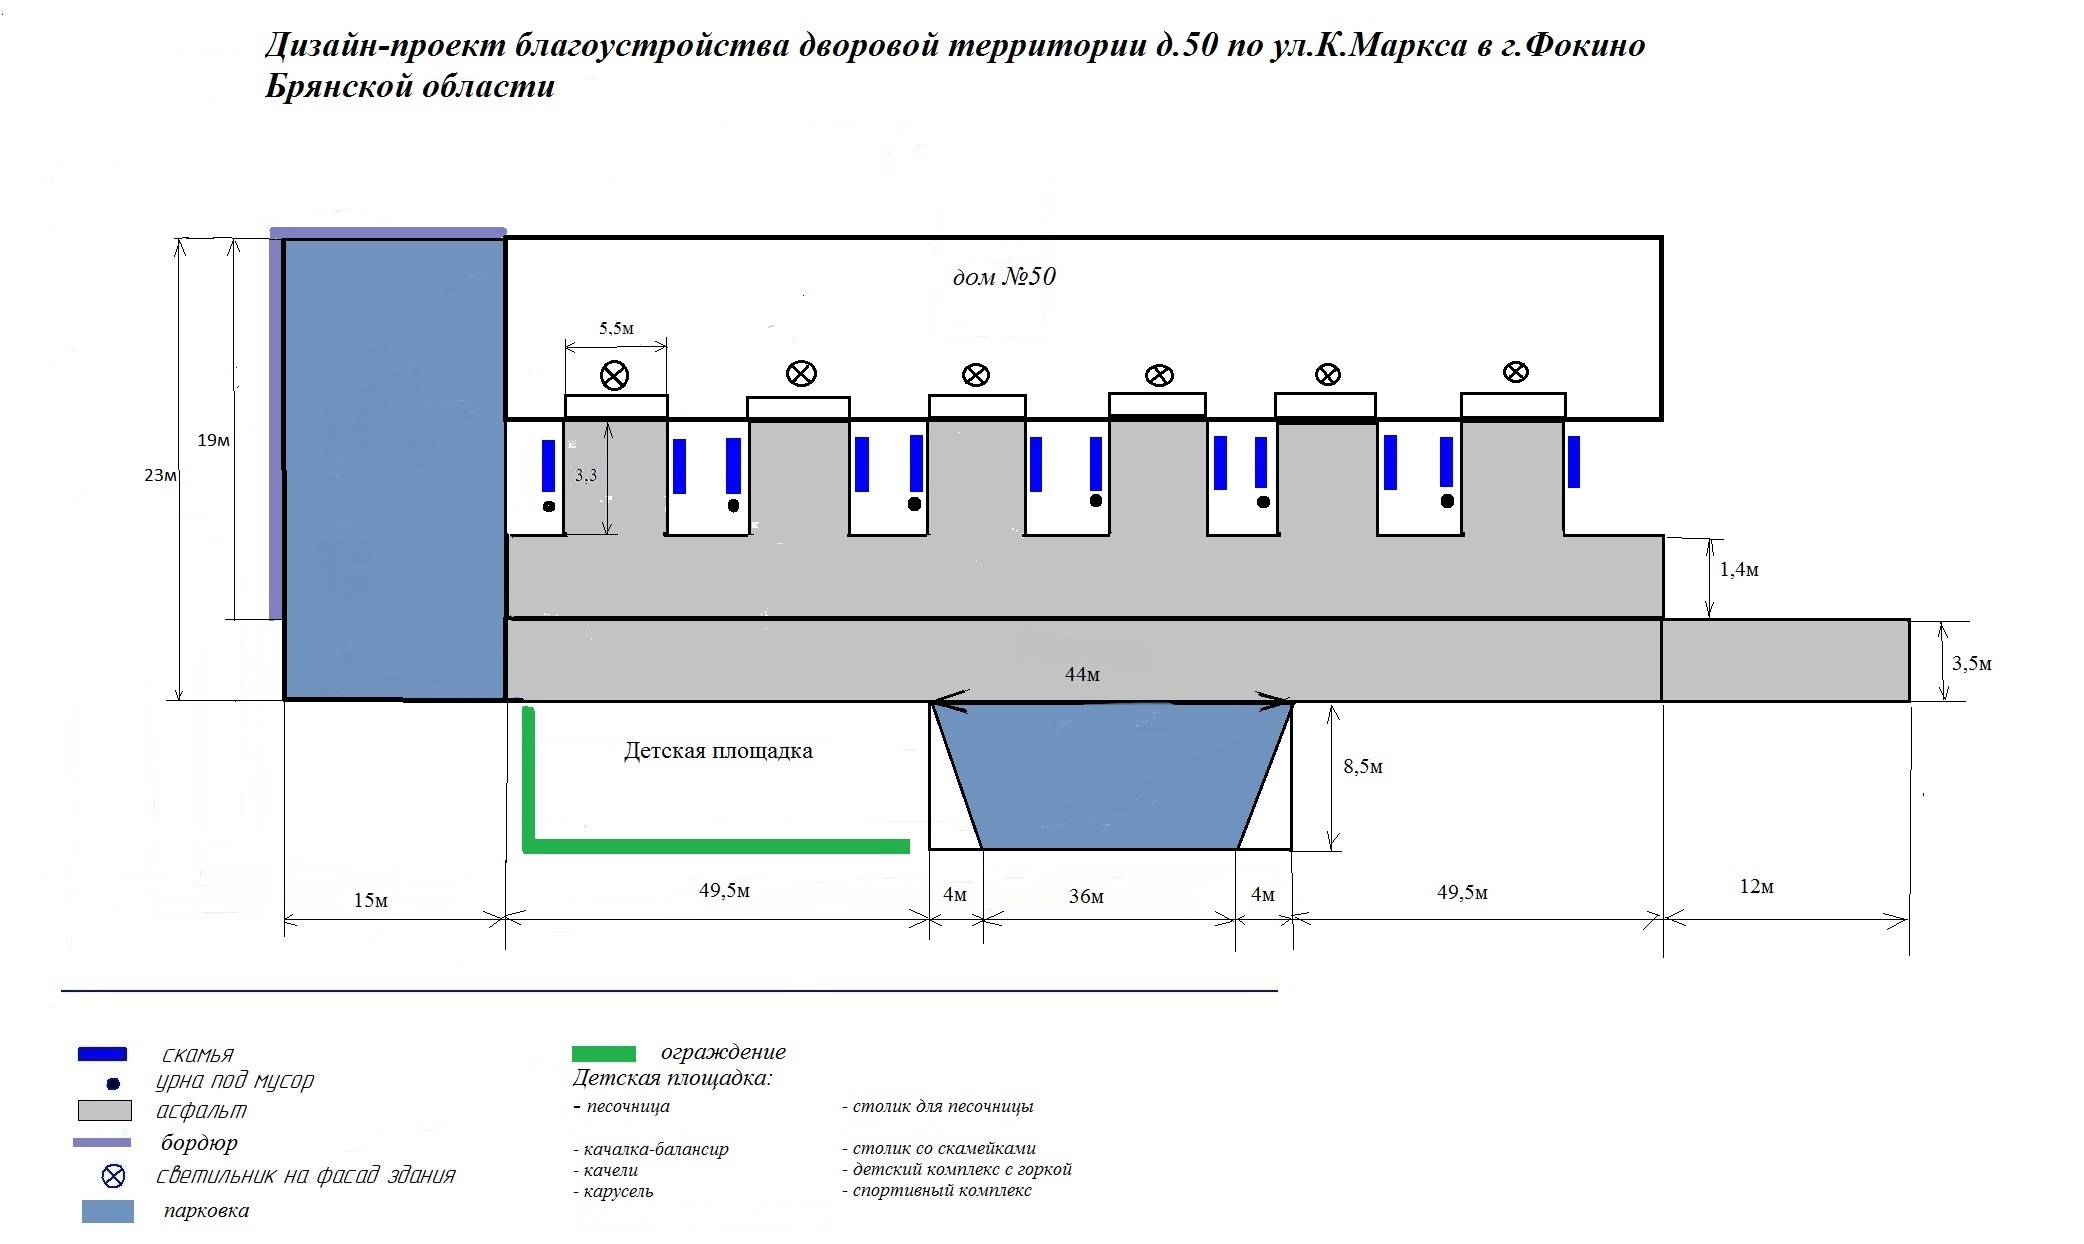 Дизайн-проект благоустройства дворовой территории д.50 по ул.К.Маркса в г.Фокино
Брянской области
дом №50
5,5м
19м
23м
3,3
1,4м
3,5м
44м
Детская площадка
8,5м
15м
49,5м
4м
36м
4м
49,5м
12м
скамья
урна под мусор
асфальт
бордюр
светильник на фасад здания
парковка
ограждение
Детская площадка:
- песочница
- качалка-балансир
- качели
- карусель
- столик для песочницы
- столик со скамейками
- детский комплекс с горкой
- спортивный комплекс